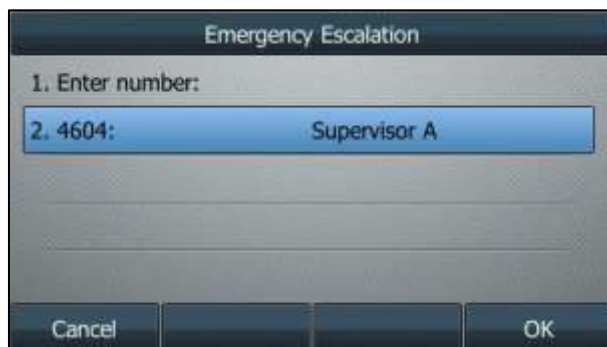 Emergency Escalation
1. Enter number:
2. 4604: Supervisor A
Cancel OK